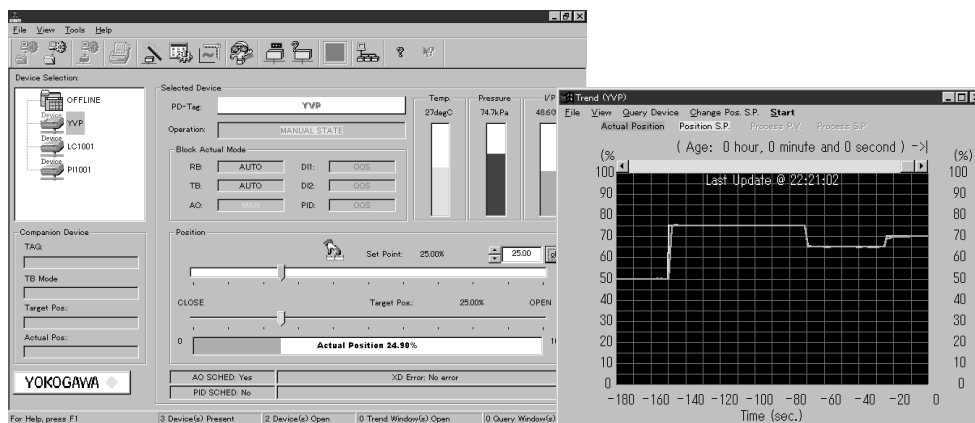 File View Tools Help
Device Selection:
OFFLINE
Device
YVP
Device
LC1001
Device
PI1001
Companion Device
TAG:
TB Mode
Target Pos.:
Actual Pos.:
YOKOGAWA
Selected Device
PD-Tag: YVP
Operation: MANUAL STATE
Block Actual Mode
RB: AUTO DI1: OOS
TB: AUTO DI2: OOS
AO: MAN PID: OOS
Temp. Pressure I/P
27degC 74.7kPa 48.60
Position
Set Point: 25.00% 25.00
CLOSE Target Pos.: 25.00% OPEN
0 Actual Position 24.90% 10
AO SCHED: Yes XD Error: No error
PID SCHED: No
For Help, press F1 3 Device(s) Present 2 Device(s) Open 0 Trend Window(s) Open 0 Query Window(s)
Trend (YVP)
File View Query Device Change Pos. S.P. Start
Actual Position Position S.P. Process P.V. Process S.P.
( Age: 0 hour, 0 minute and 0 second ) ->|
(% (%)
Last Update @ 22:21:02
100 100
90 90
80 80
70 70
60 60
50 50
40 40
30 30
20 20
10 10
0 0
-180 -160 -140 -120 -100 -80 -60 -40 -20 0
Time (sec.)